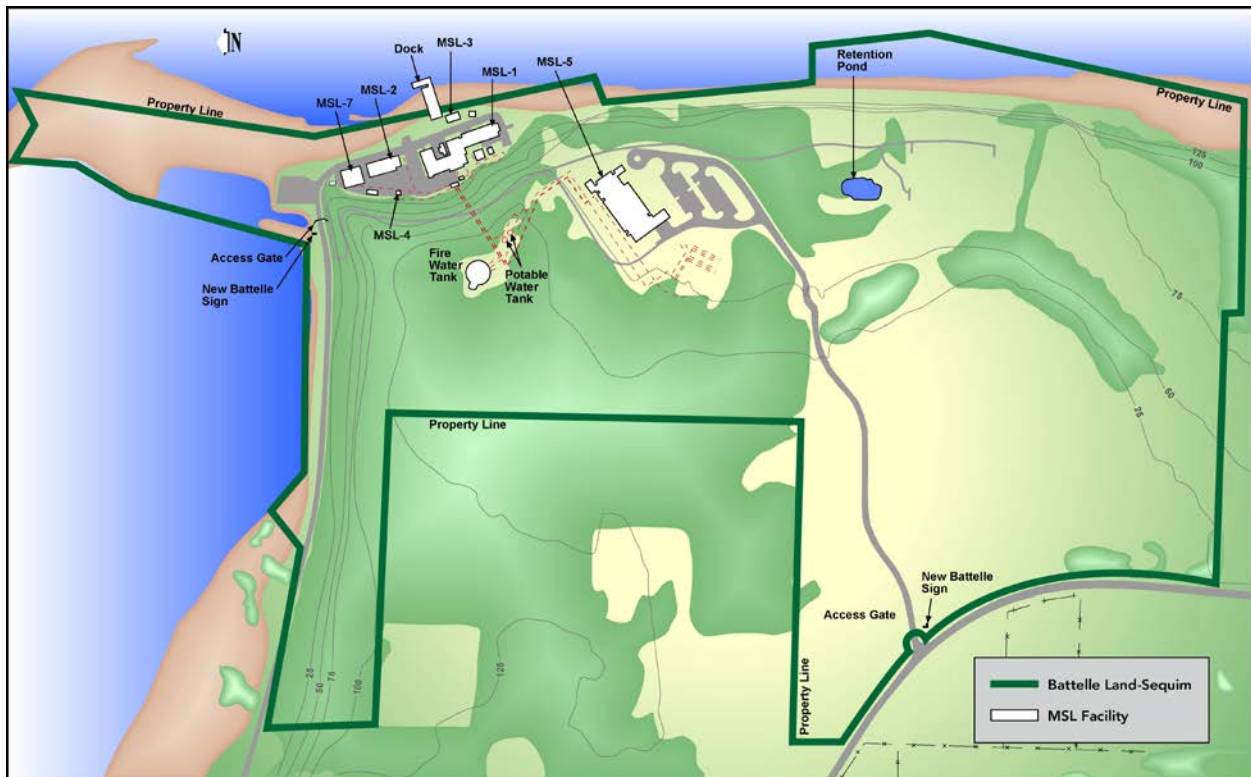 N
Dock
MSL-3
MSL-1
MSL-5
MSL-2
MSL-7
Property Line
Retention
Pond
Property Line
125
100
MSL-4
Access Gate
New Battelle
Sign
Fire
Water
Tank
Potable
Water
Tank
75
50
25
Property Line
New Battelle
Sign
Access Gate
Property Line
25
50
75
100
125
Battelle Land-Sequim
MSL Facility